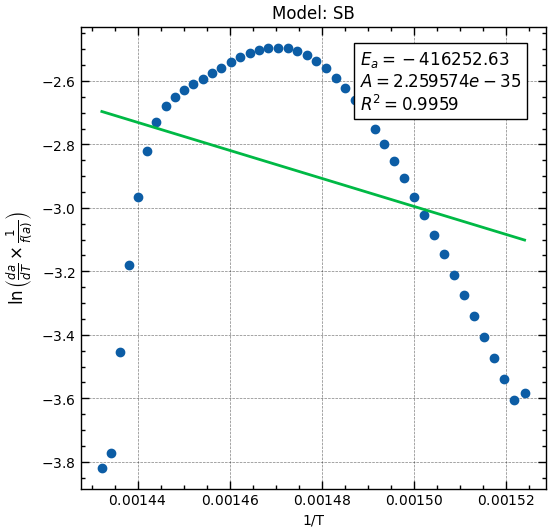 Model: SB
E_a = −416252.63
A = 2.259574e − 35
R^2 = 0.9959
ln(da/dT × 1/f(a))
−2.6
−2.8
−3.0
−3.2
−3.4
−3.6
−3.8
0.00144 0.00146 0.00148 0.00150 0.00152
1/T